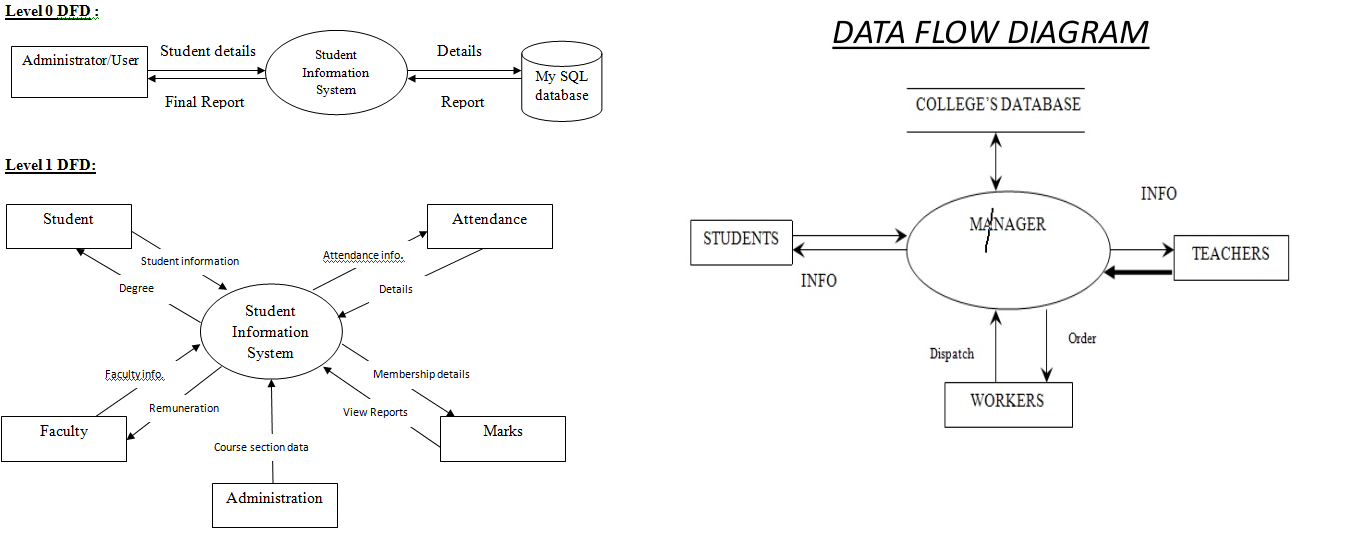 Level 0 DFD :
Administrator/User
Student details
Final Report
Student
Information
System
Details
Report
My SQL
database
Level 1 DFD:
Student
Attendance
Student information
Degree
Attendance info.
Details
Student
Information
System
Faculty info.
Remuneration
Membership details
View Reports
Course section data
Faculty
Marks
Administration
DATA FLOW DIAGRAM
COLLEGE'S DATABASE
INFO
MANAGER
STUDENTS
TEACHERS
INFO
Dispatch
Order
WORKERS